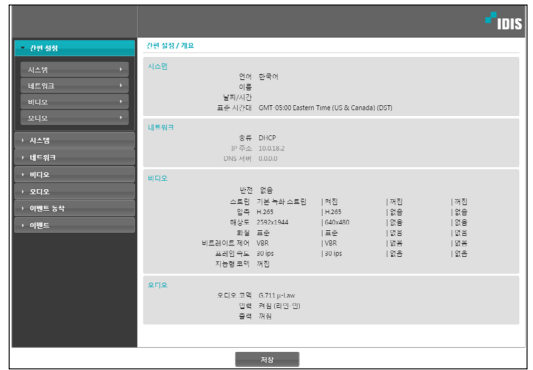 IDIS
간편 설정
시스템
네트워크
비디오
오디오
시스템
네트워크
비디오
오디오
이벤트 동작
이벤트
간편 설정 / 개요
시스템
언어 한국어
이름
날짜/시간
표준 시간대 GMT-05:00 Eastern Time (US & Canada) (DST)
네트워크
종류 DHCP
IP 주소 10.0.18.2
DNS 서버 0.0.0.0
비디오
반전 없음
스트림 기본 녹화 스트림 | 켜짐 | 꺼짐 | 꺼짐
압축 H.265 | H.265 | 없음 | 없음
해상도 2592x1944 | 640x480 | 없음 | 없음
화질 표준 | 표준 | 없음 | 없음
비트레이트 제어 VBR | VBR | 없음 | 없음
프레임 속도 30 ips | 30 ips | 없음 | 없음
지능형 코덱 꺼짐
오디오
오디오 코덱 G.711 μ-Law
입력 켜짐 (라인-인)
출력 꺼짐
저장